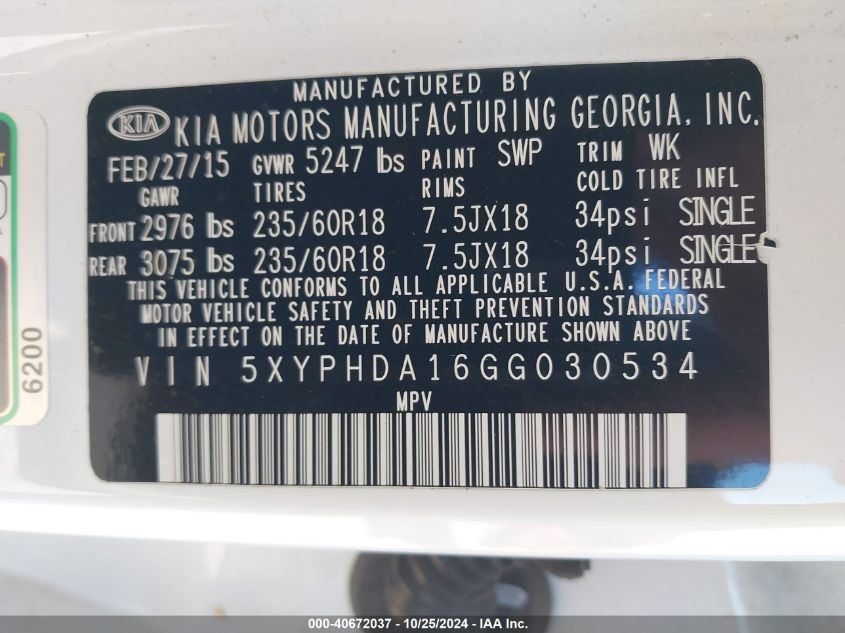 MANUFACTURED BY
KIA KIA MOTORS MANUFACTURING GEORGIA, INC.
FEB/27/15 GVWR 5247 lbs PAINT SWP TRIM WK
GAWR TIRES RIMS COLD TIRE INFL
FRONT 2976 lbs 235/60R18 7.5JX18 34psi SINGLE
REAR 3075 lbs 235/60R18 7.5JX18 34psi SINGLE
THIS VEHICLE CONFORMS TO ALL APPLICABLE U.S.A. FEDERAL
MOTOR VEHICLE SAFETY AND THEFT PREVENTION STANDARDS
IN EFFECT ON THE DATE OF MANUFACTURE SHOWN ABOVE
VIN 5XYPHDA16GG030534
MPV
6200
000-40672037 - 10/25/2024 - IAA Inc.